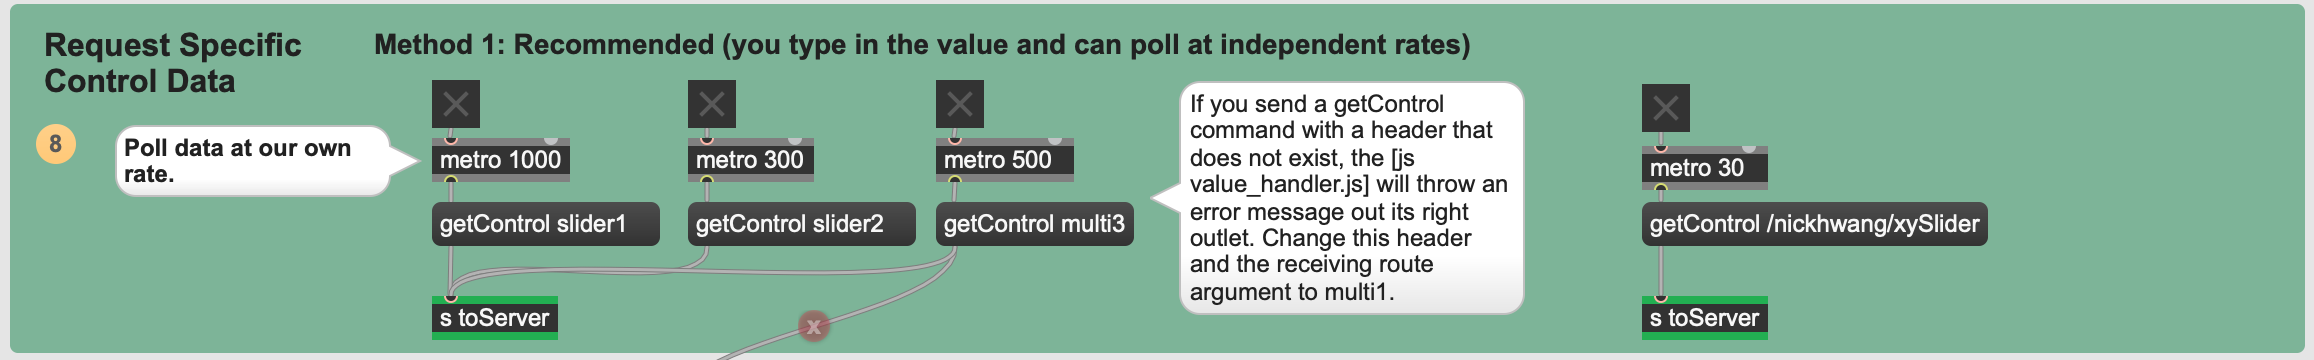 Request Specific
Control Data
Method 1: Recommended (you type in the value and can poll at independent rates)
8
Poll data at our own
rate.
metro 1000
getControl slider1
metro 300
getControl slider2
metro 500
getControl multi3
s toServer
x
If you send a getControl
command with a header that
does not exist, the [js
value_handler.js] will throw an
error message out its right
outlet. Change this header
and the receiving route
argument to multi1.
metro 30
getControl /nickhwang/xySlider
s toServer